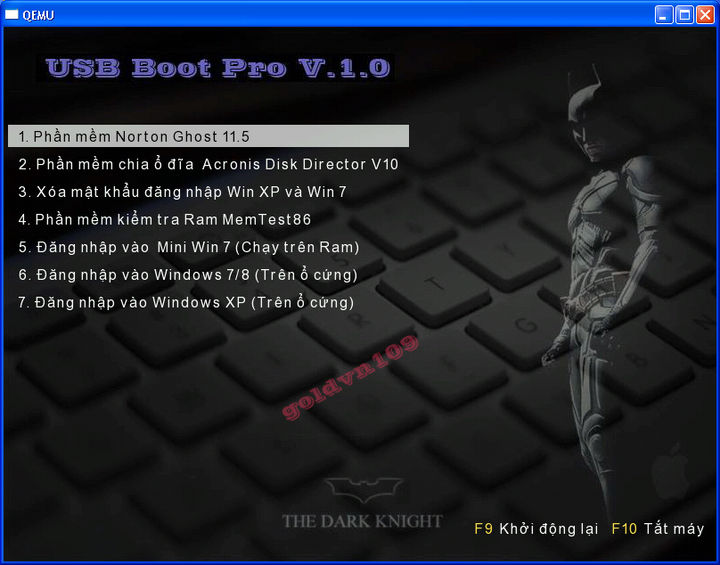 QEMU
USB Boot Pro V.1.0
1. Phần mềm Norton Ghost 11.5
2. Phần mềm chia ổ đĩa Acronis Disk Director V10
3. Xóa mật khẩu đăng nhập Win XP và Win 7
4. Phần mềm kiểm tra Ram MemTest86
5. Đăng nhập vào Mini Win 7 (Chạy trên Ram)
6. Đăng nhập vào Windows 7/8 (Trên ổ cứng)
7. Đăng nhập vào Windows XP (Trên ổ cứng)
goldvn109
THE DARK KNIGHT
F9 Khởi động lại F10 Tắt máy